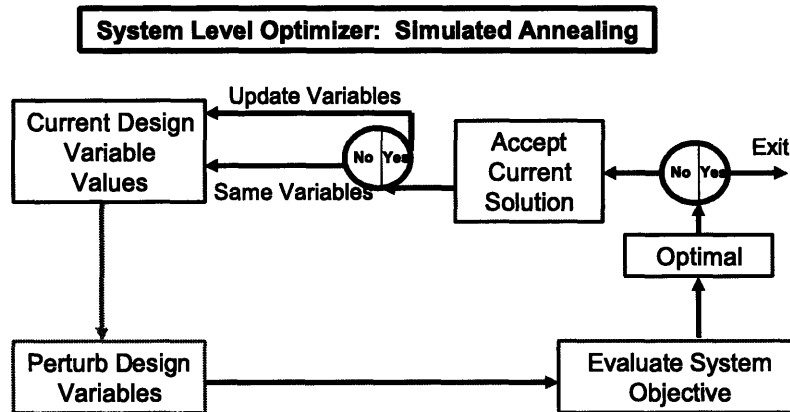 System Level Optimizer: Simulated Annealing
Update Variables
Current Design
Variable
Values
No Yes
Same Variables
Accept
Current
Solution
No Yes
Exit
Optimal
Perturb Design
Variables
Evaluate System
Objective